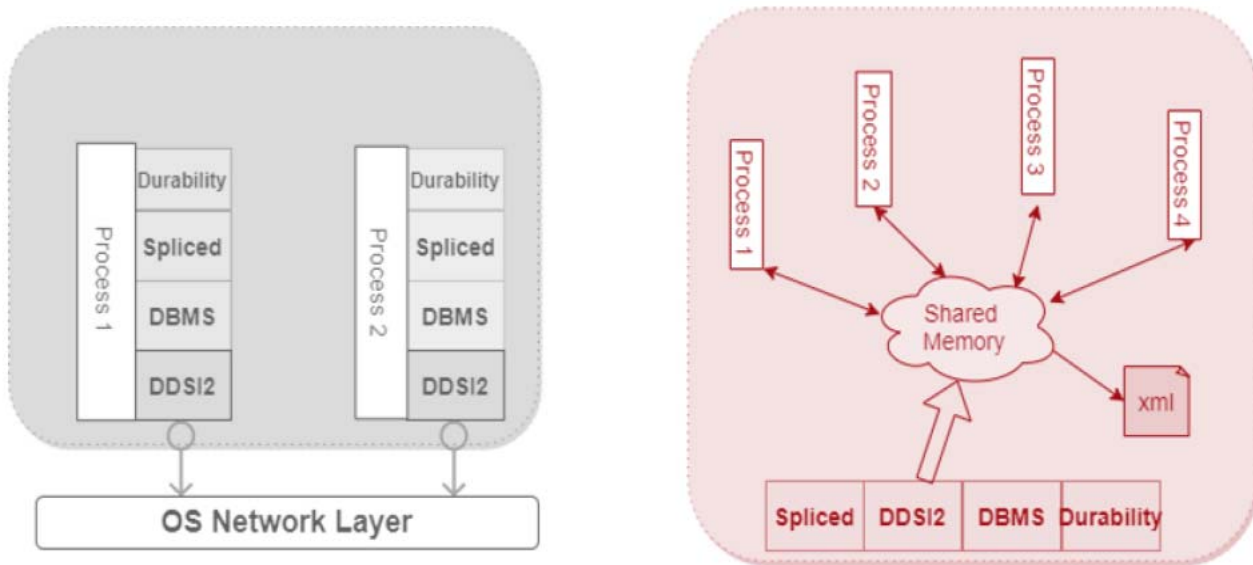 Process 1
Durability
Spliced
DBMS
DDSI2
Process 2
Durability
Spliced
DBMS
DDSI2
OS Network Layer
Process 1
Process 2
Process 3
Process 4
Shared
Memory
xml
Spliced DDSI2 DBMS Durability